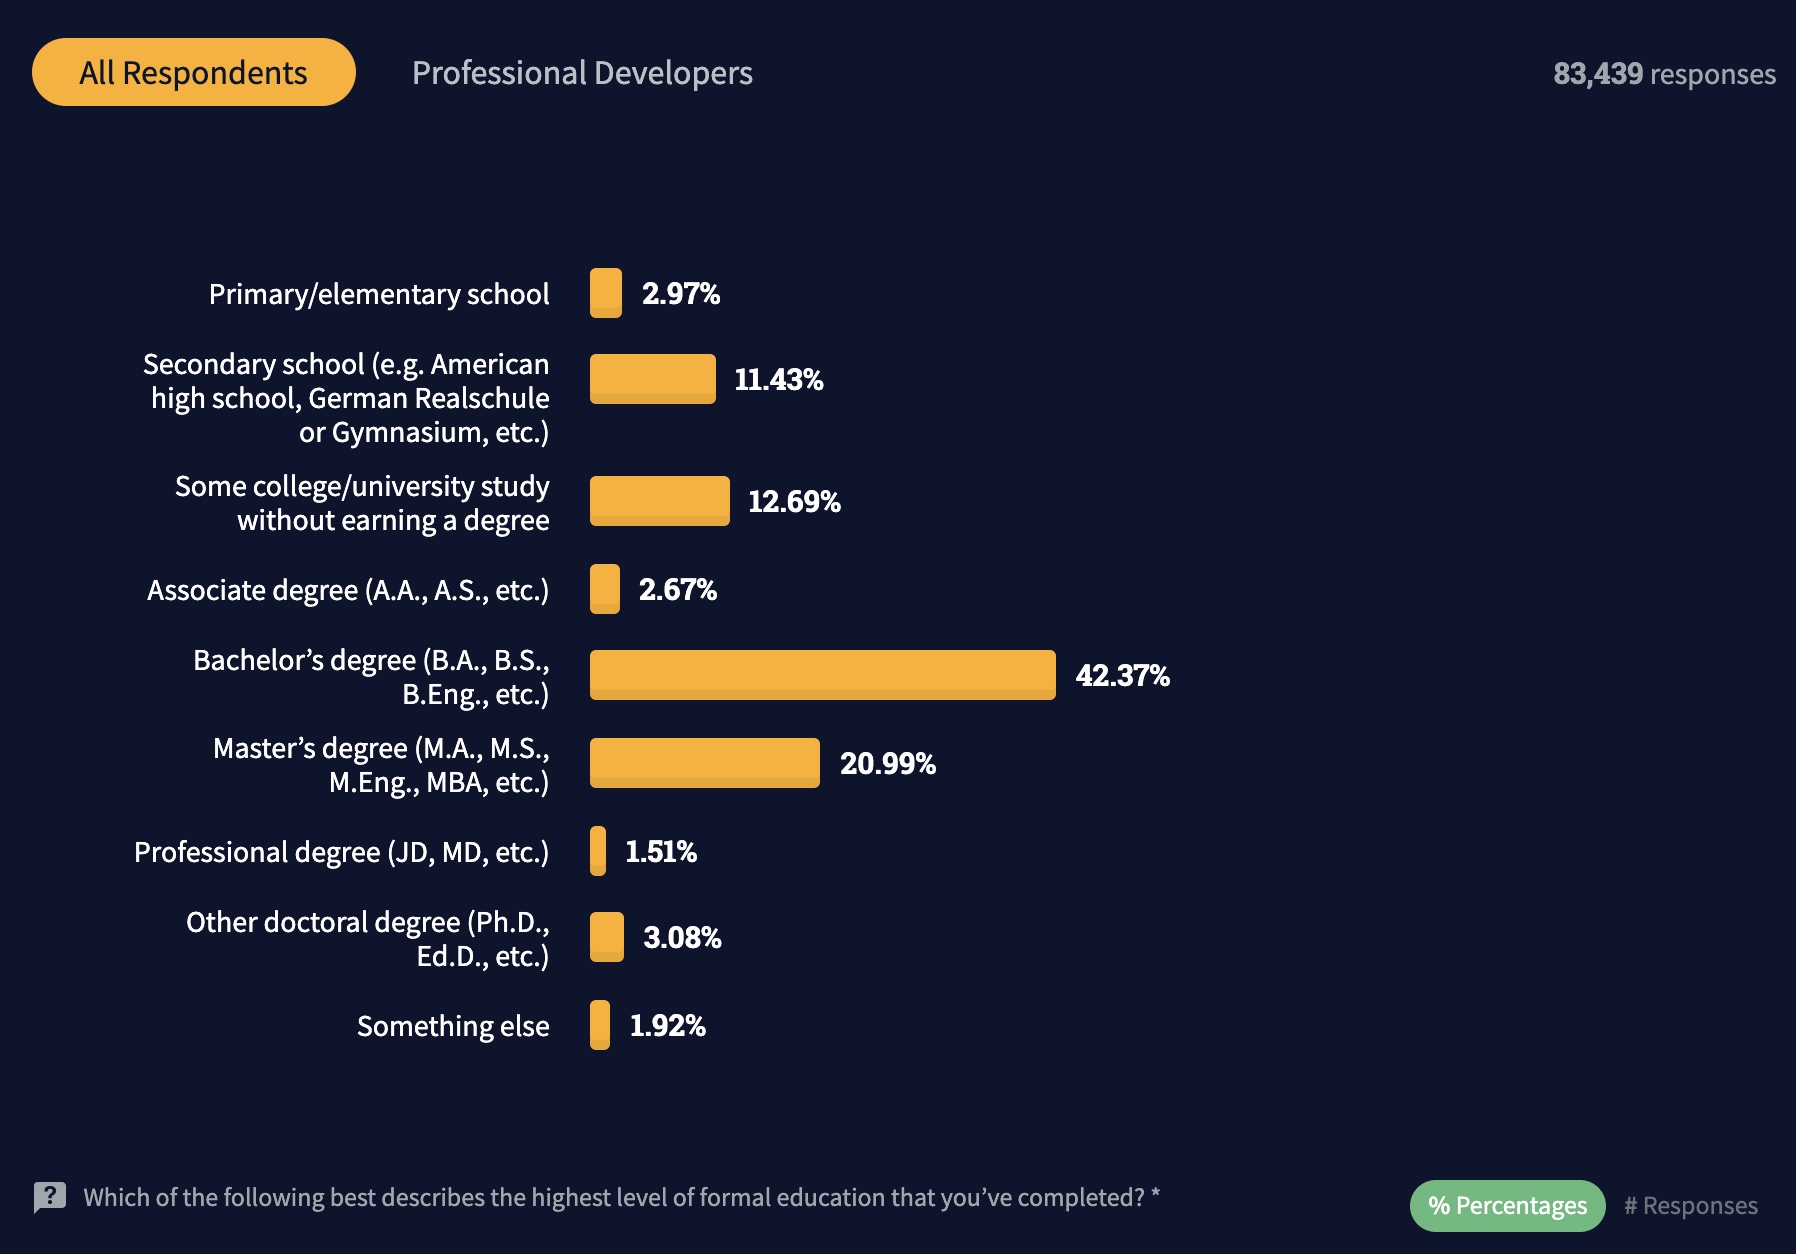 All Respondents
Professional Developers
83,439 responses
Primary/elementary school
2.97%
Secondary school (e.g. American
high school, German Realschule
or Gymnasium, etc.)
11.43%
Some college/university study
without earning a degree
12.69%
Associate degree (A.A., A.S., etc.)
2.67%
Bachelor’s degree (B.A., B.S.,
B.Eng., etc.)
42.37%
Master’s degree (M.A., M.S.,
M.Eng., MBA, etc.)
20.99%
Professional degree (JD, MD, etc.)
1.51%
Other doctoral degree (Ph.D.,
Ed.D., etc.)
3.08%
Something else
1.92%
? Which of the following best describes the highest level of formal education that you’ve completed? *
% Percentages
# Responses